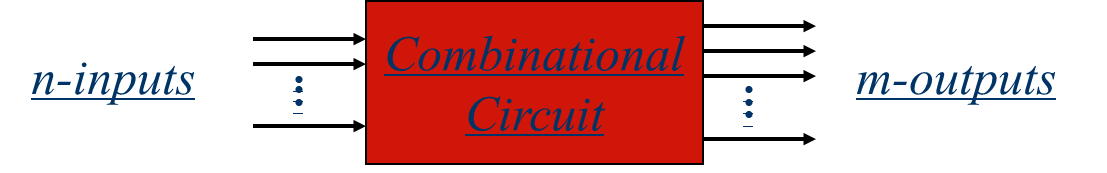 n-inputs
Combinational
Circuit
m-outputs